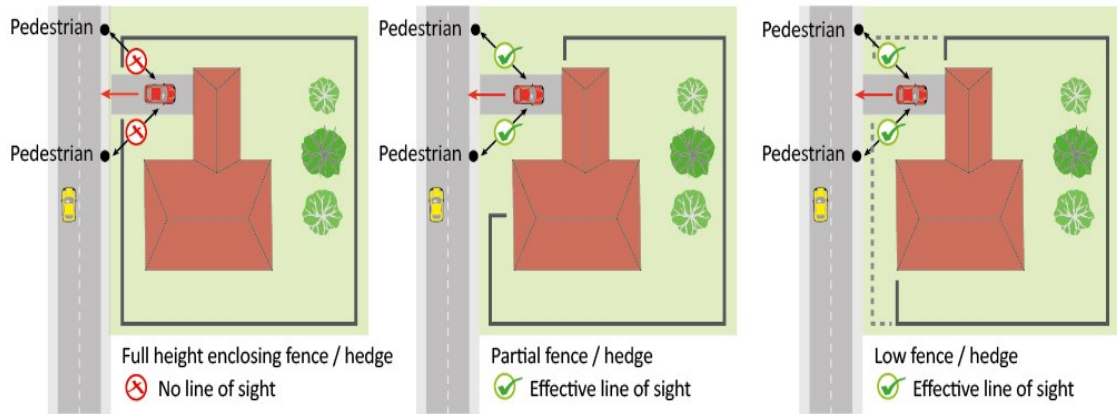 Pedestrian
Pedestrian
Full height enclosing fence / hedge
No line of sight
Pedestrian
Pedestrian
Partial fence / hedge
Effective line of sight
Pedestrian
Pedestrian
Low fence / hedge
Effective line of sight